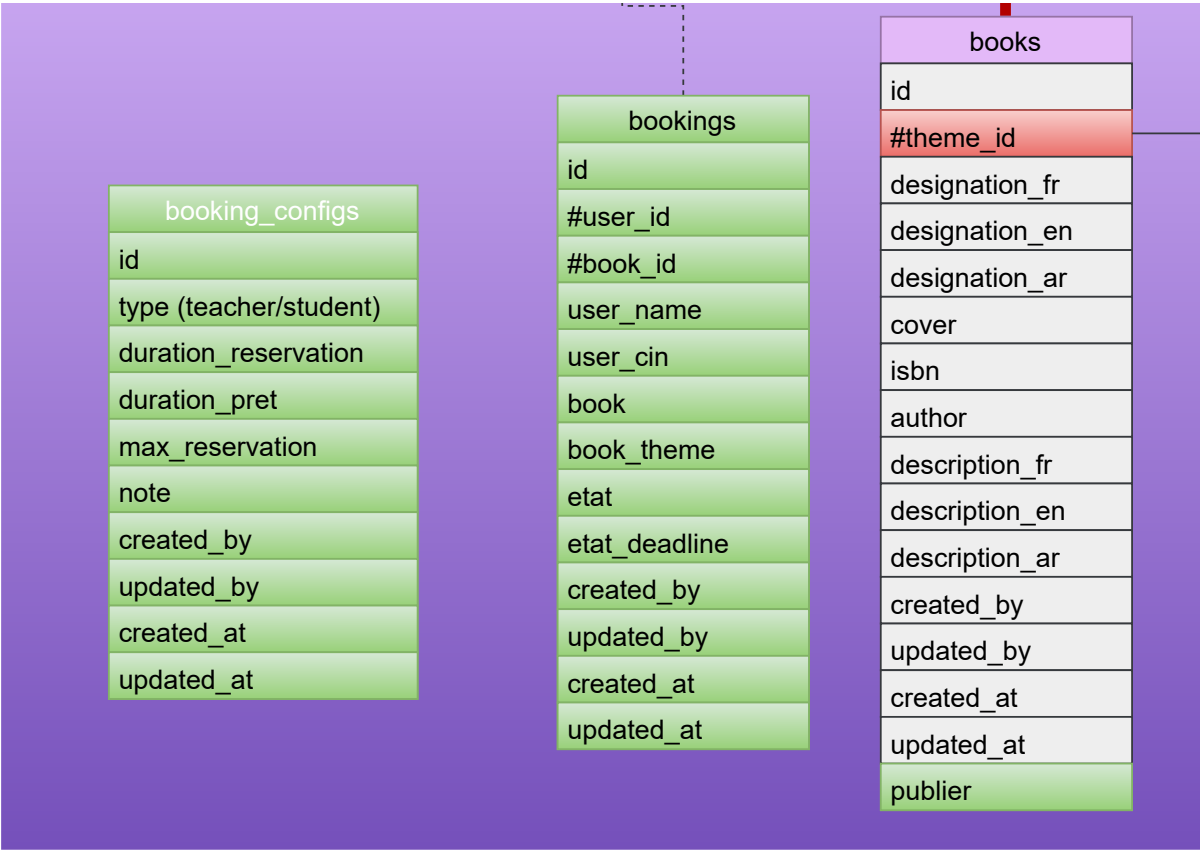 booking_configs
id
type (teacher/student)
duration_reservation
duration_pret
max_reservation
note
created_by
updated_by
created_at
updated_at
bookings
id
#user_id
#book_id
user_name
user_cin
book
book_theme
etat
etat_deadline
created_by
updated_by
created_at
updated_at
books
id
#theme_id
designation_fr
designation_en
designation_ar
cover
isbn
author
description_fr
description_en
description_ar
created_by
updated_by
created_at
updated_at
publier